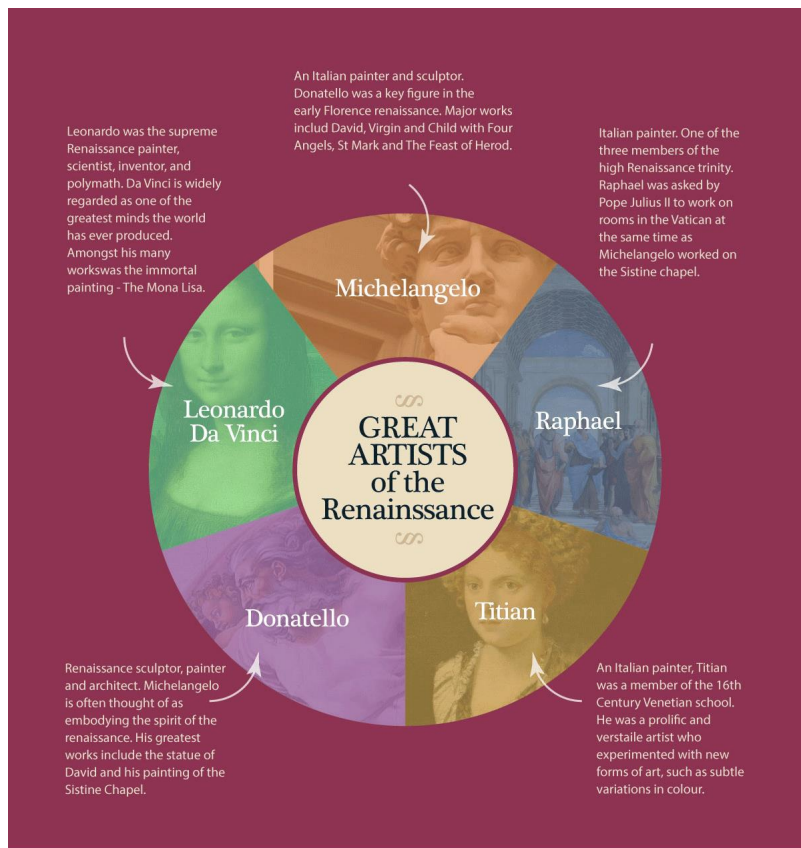 An Italian painter and sculptor.
Donatello was a key figure in the
early Florence renaissance. Major works
includ David, Virgin and Child with Four
Angels, St Mark and The Feast of Herod.
Leonardo was the supreme
Renaissance painter,
scientist, inventor, and
polymath. Da Vinci is widely
regarded as one of the
greatest minds the world
has ever produced.
Amongst his many
workswas the immortal
painting - The Mona Lisa.
Italian painter. One of the
three members of the
high Renaissance trinity.
Raphael was asked by
Pope Julius II to work on
rooms in the Vatican at
the same time as
Michelangelo worked on
the Sistine chapel.
Michelangelo
Leonardo
Da Vinci
Raphael
GREAT
ARTISTS
of the
Renainssance
Donatello
Titian
Renaissance sculptor, painter
and architect. Michelangelo
is often thought of as
embodying the spirit of the
renaissance. His greatest
works include the statue of
David and his painting of the
Sistine Chapel.
An Italian painter, Titian
was a member of the 16th
Century Venetian school.
He was a prolific and
verstaile artist who
experimented with new
forms of art, such as subtle
variations in colour.